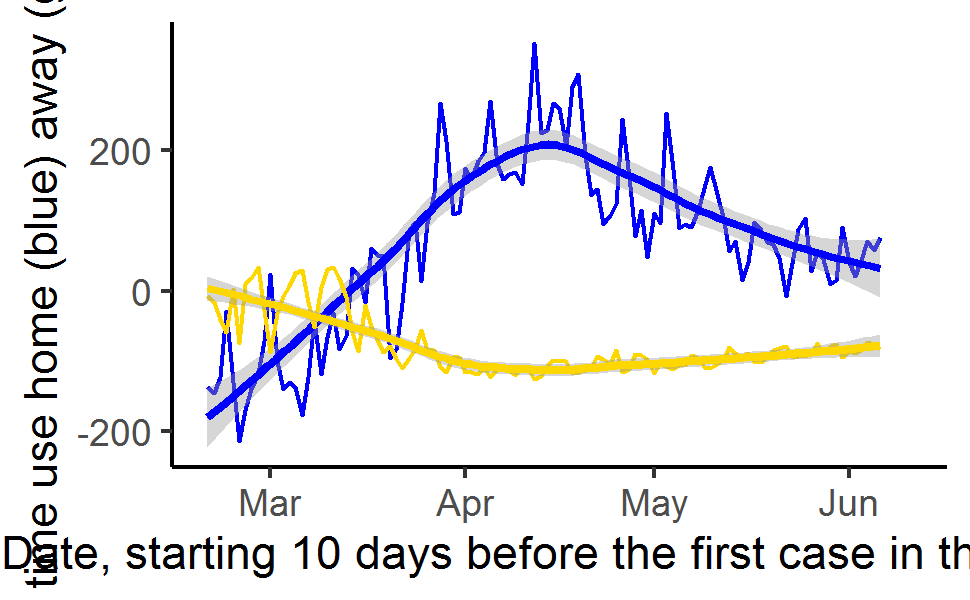 time use home (blue) away (
200
0
-200
Mar Apr May Jun
Date, starting 10 days before the first case in th